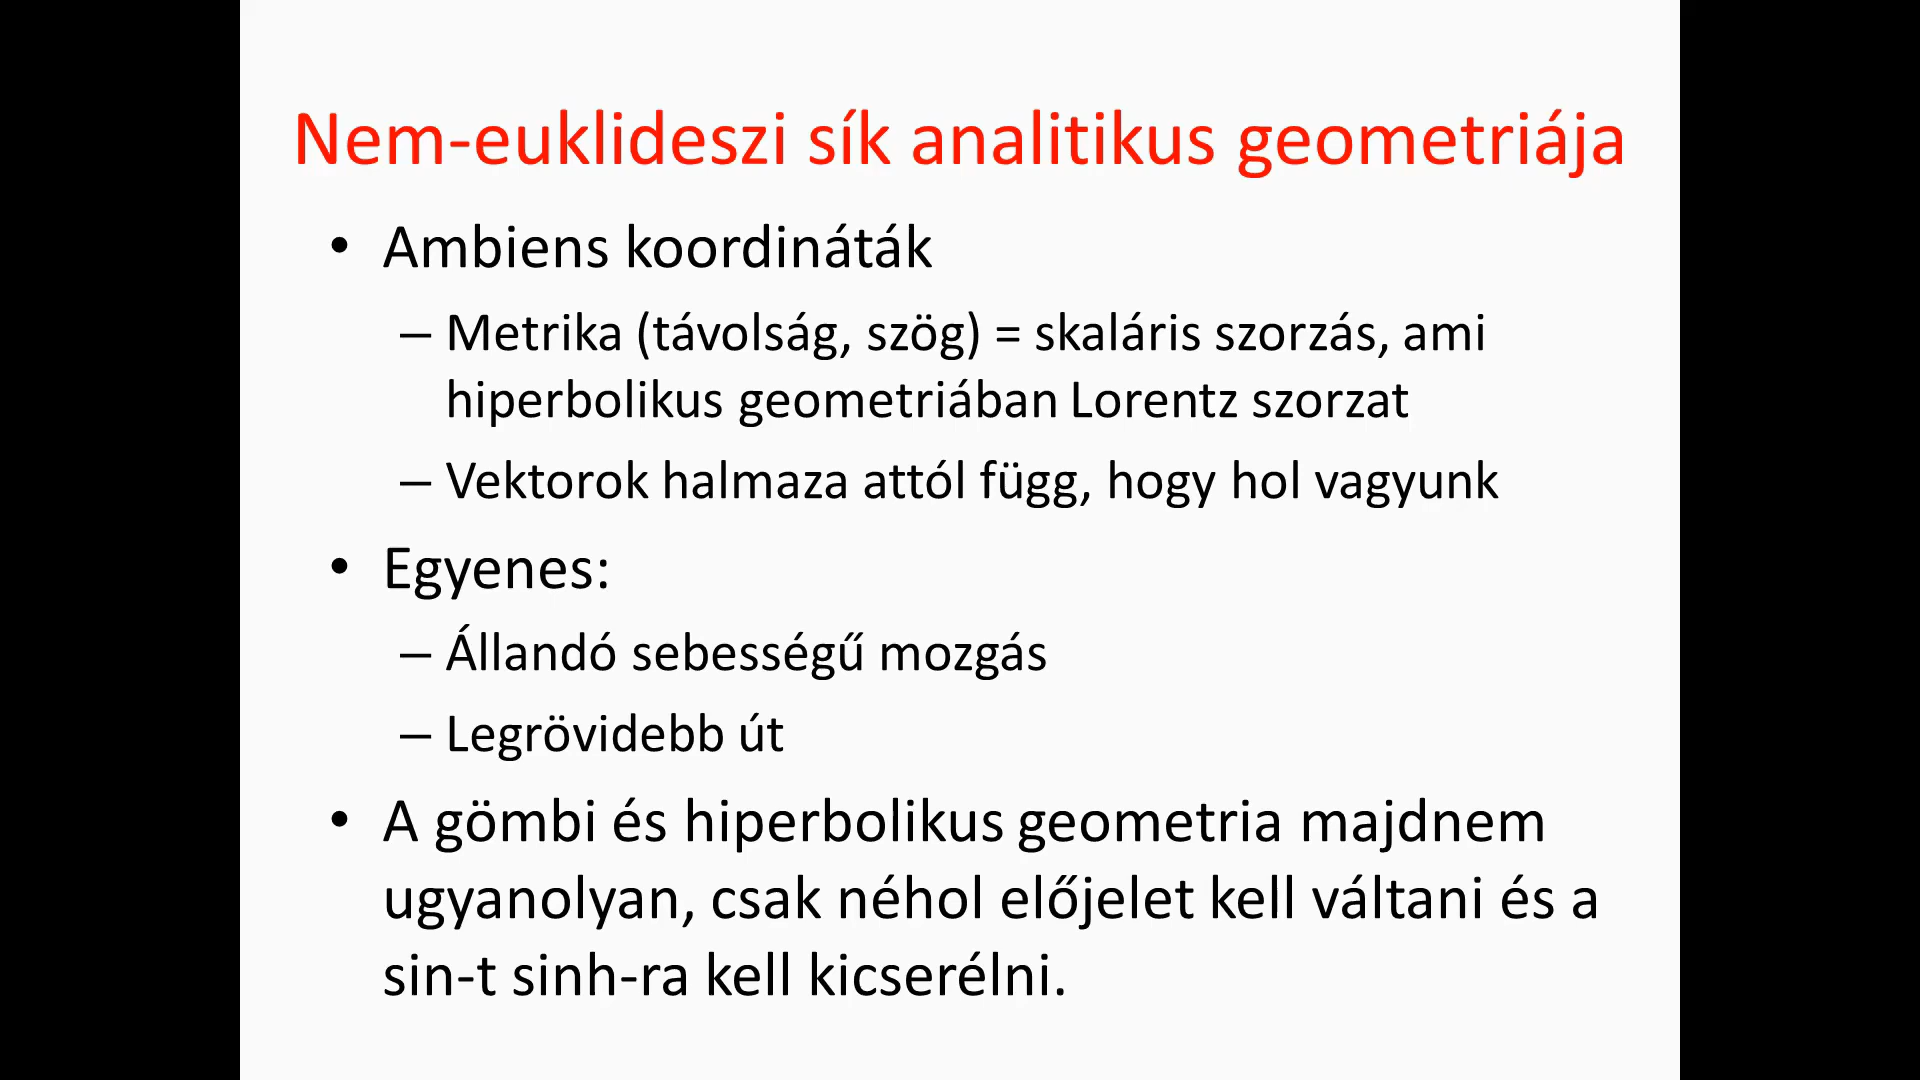 Nem-euklideszi sík analitikus geometriája
• Ambiens koordináták
– Metrika (távolság, szög) = skaláris szorzás, ami
hiperbolikus geometriában Lorentz szorzat
– Vektorok halmaza attól függ, hogy hol vagyunk
• Egyenes:
– Állandó sebességű mozgás
– Legrövidebb út
• A gömbi és hiperbolikus geometria majdnem
ugyanolyan, csak néhol előjelet kell váltani és a
sin-t sinh-ra kell kicserélni.